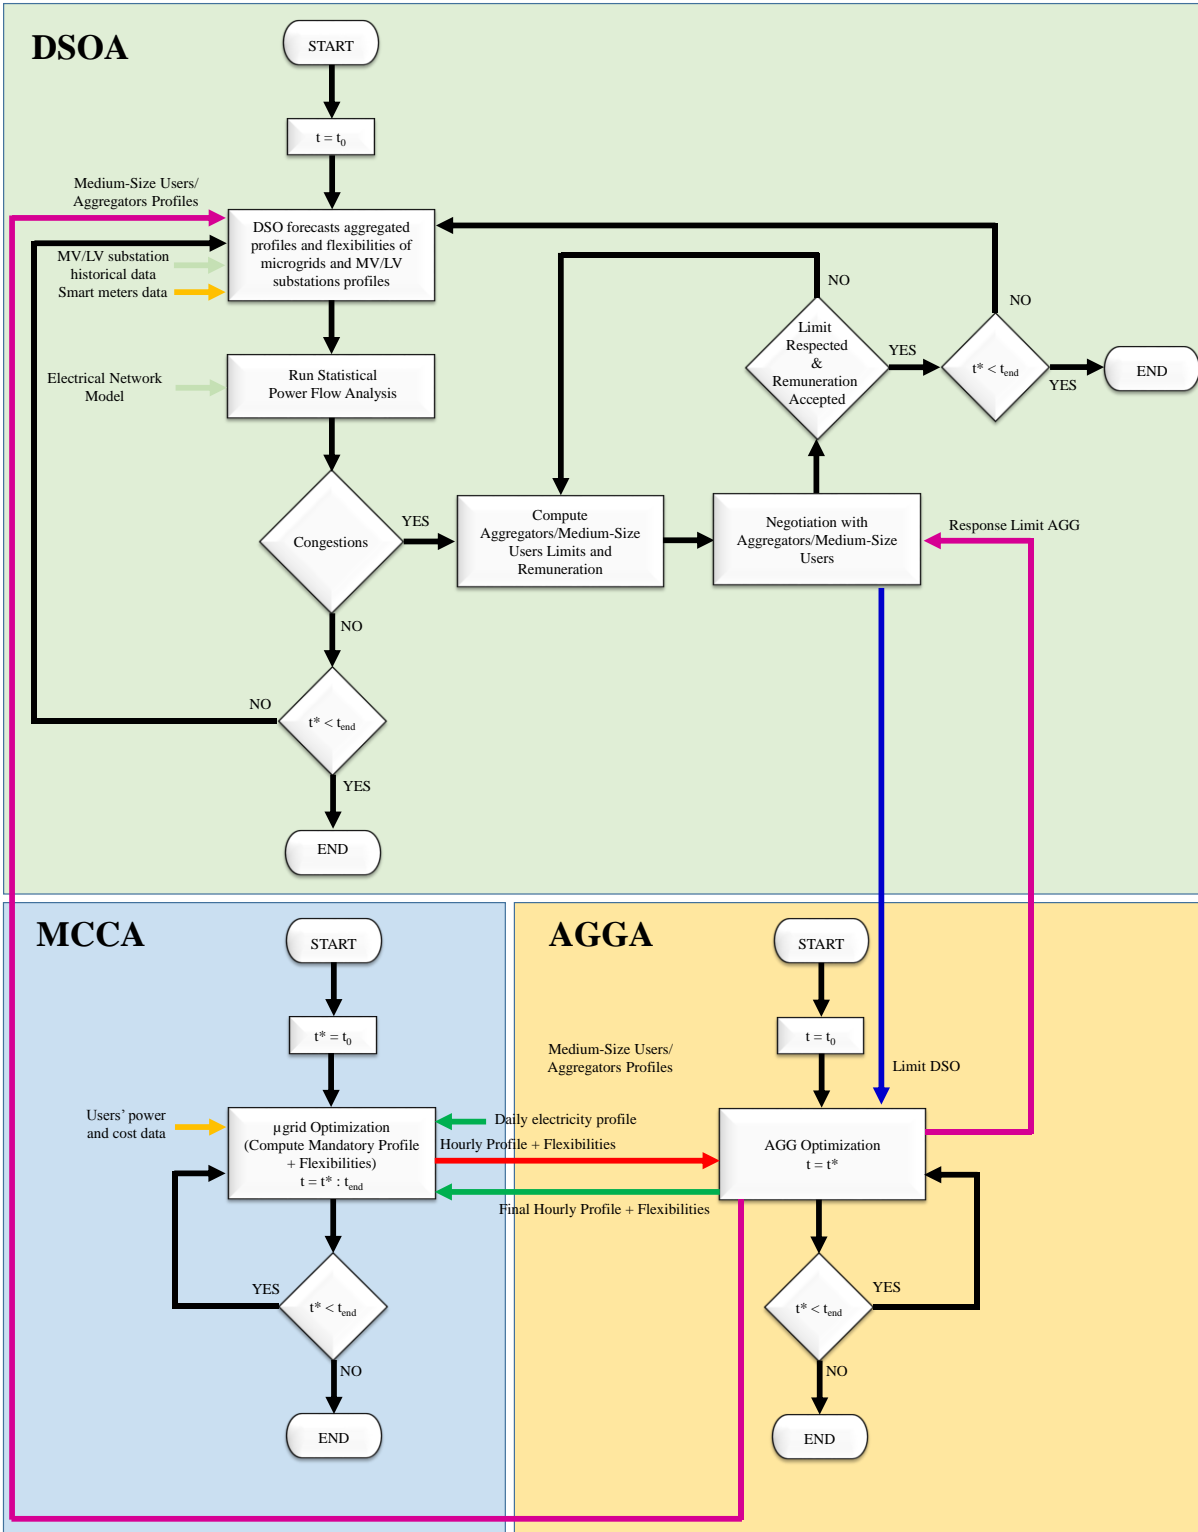 DSOA
START
t = t0
Medium-Size Users/
Aggregators Profiles
DSO forecasts aggregated
profiles and flexibilities of
microgrids and MV/LV
substations profiles
MV/LV substation
historical data
Smart meters data
NO
NO
Limit
Respected
&
Remuneration
Accepted
YES
t* < tend
YES
END
Electrical Network
Model
Run Statistical
Power Flow Analysis
Congestions
YES
Compute
Aggregators/Medium-Size
Users Limits and
Remuneration
Negotiation with
Aggregators/Medium-Size
Users
Response Limit AGG
NO
NO
t* < tend
YES
END
MCCA
START
t* = t0
Users' power
and cost data
µgrid Optimization
(Compute Mandatory Profile
+ Flexibilities)
t = t* : tend
YES
t* < tend
NO
END
AGGA
START
t = t0
Medium-Size Users/
Aggregators Profiles
Limit DSO
Daily electricity profile
Hourly Profile + Flexibilities
Final Hourly Profile + Flexibilities
AGG Optimization
t = t*
YES
t* < tend
NO
END